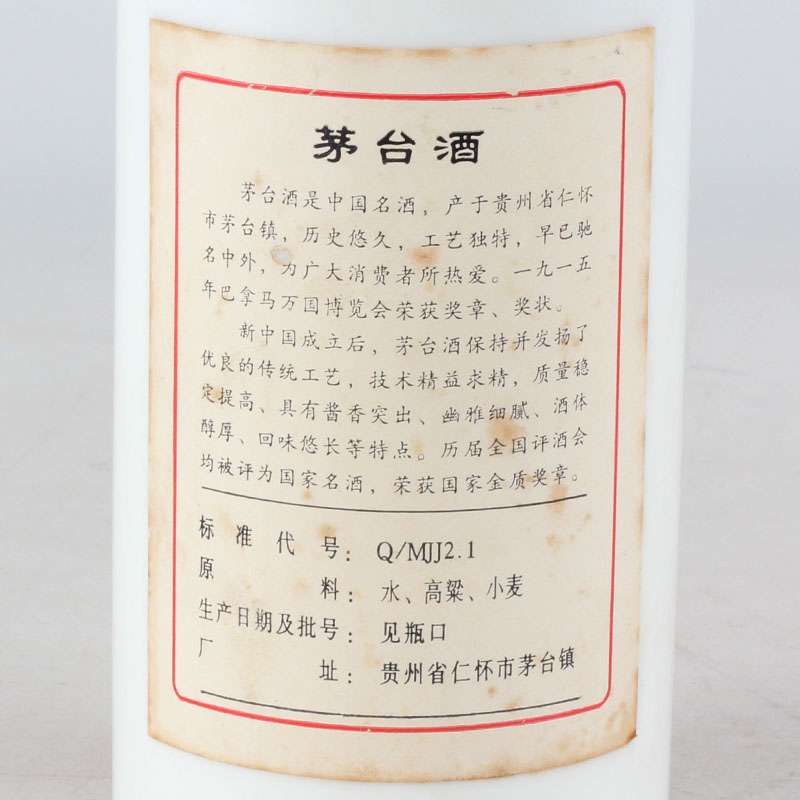 茅台酒
茅台酒是中国名酒，产于贵州省仁怀
市茅台镇，历史悠久，工艺独特，早已驰
名中外，为广大消费者所热爱。一九一五
年巴拿马万国博览会荣获奖章、奖状。
新中国成立后，茅台酒保持并发扬了
优良的传统工艺，技术精益求精，质量稳
定提高、具有酱香突出、幽雅细腻、酒体
醇厚、回味悠长等特点。历届全国评酒会
均被评为国家名酒，荣获国家金质奖章。
标准代号：Q/MJJ2.1
原料：水、高粱、小麦
生产日期及批号：见瓶口
厂址：贵州省仁怀市茅台镇